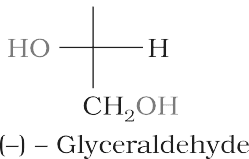 HO H
CH₂OH
(–) – Glyceraldehyde